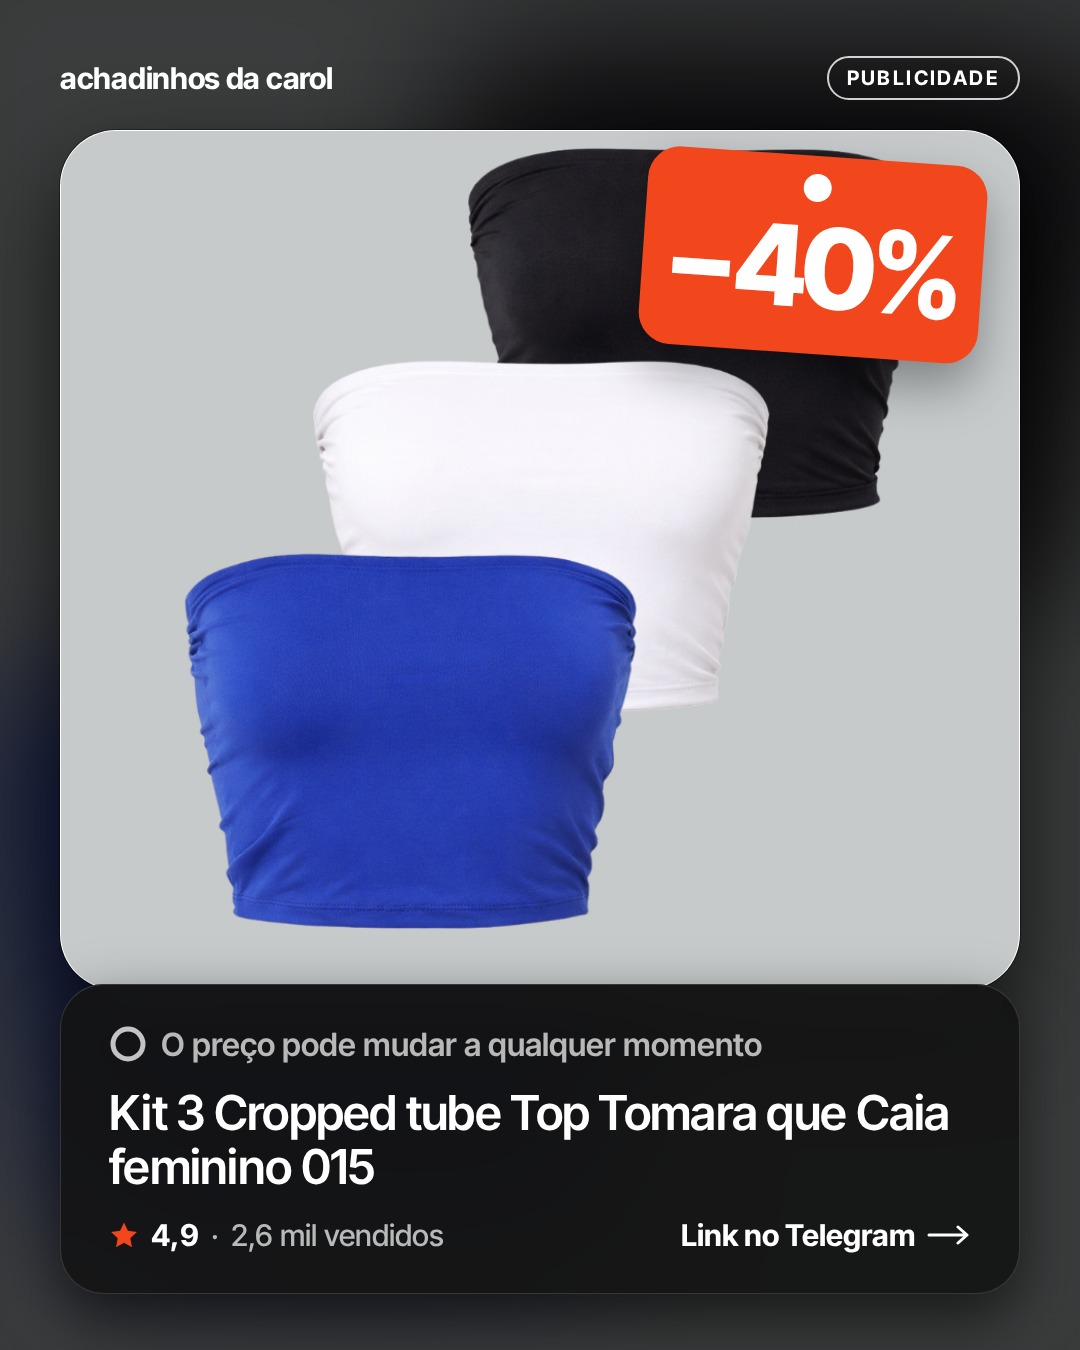 achadinhos da carol
PUBLICIDADE
–40%
O preço pode mudar a qualquer momento
Kit 3 Cropped tube Top Tomara que Caia
feminino 015
★ 4,9 · 2,6 mil vendidos
Link no Telegram →